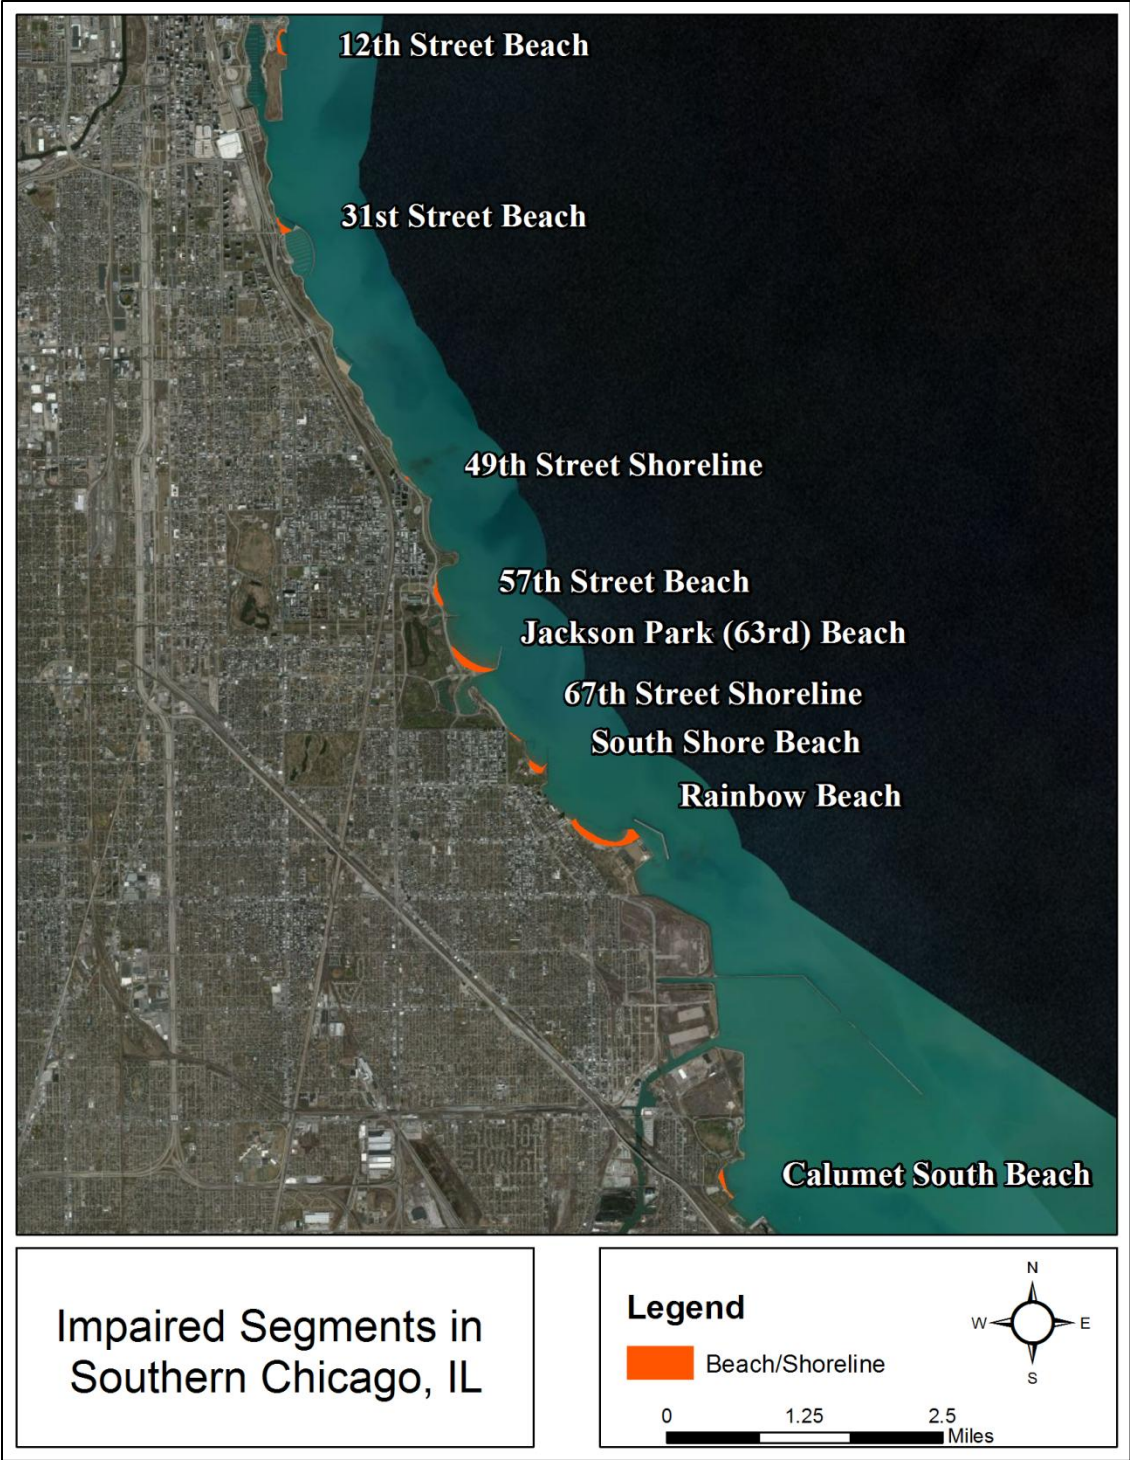 12th Street Beach
31st Street Beach
49th Street Shoreline
57th Street Beach
Jackson Park (63rd) Beach
67th Street Shoreline
South Shore Beach
Rainbow Beach
Calumet South Beach
Impaired Segments in
Southern Chicago, IL
Legend
Beach/Shoreline
N
W E
S
0 1.25 2.5
Miles